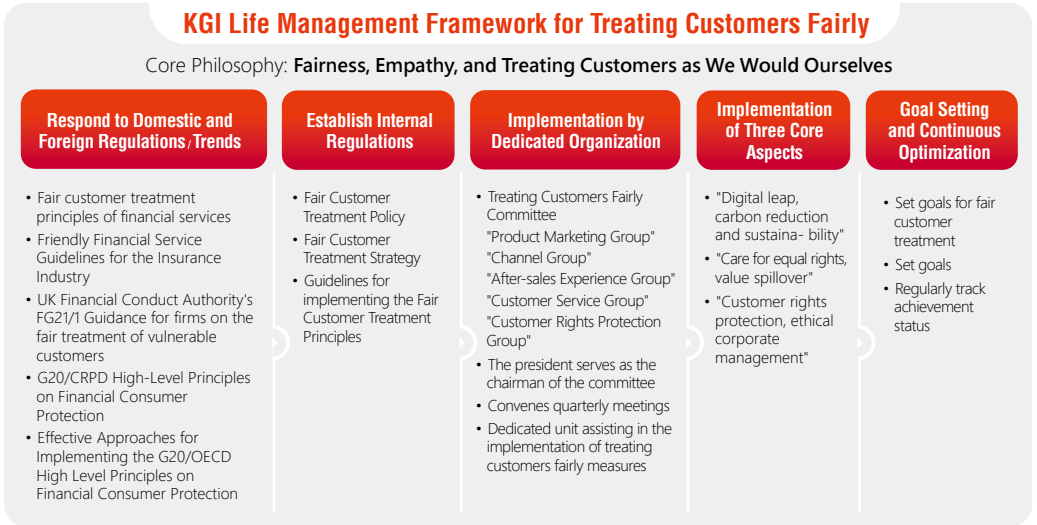 KGI Life Management Framework for Treating Customers Fairly
Core Philosophy: Fairness, Empathy, and Treating Customers as We Would Ourselves
Respond to Domestic and
Foreign Regulations / Trends
• Fair customer treatment
principles of financial services
• Friendly Financial Service
Guidelines for the Insurance
Industry
• UK Financial Conduct Authority's
FG21/1 Guidance for firms on the
fair treatment of vulnerable
customers
• G20/CRPD High-Level Principles
on Financial Consumer
Protection
• Effective Approaches for
Implementing the G20/OECD
High Level Principles on
Financial Consumer Protection
Establish Internal
Regulations
• Fair Customer
Treatment Policy
• Fair Customer
Treatment Strategy
• Guidelines for
implementing the Fair
Customer Treatment
Principles
Implementation by
Dedicated Organization
• Treating Customers Fairly
Committee
"Product Marketing Group"
"Channel Group"
"After-sales Experience Group"
"Customer Service Group"
"Customer Rights Protection
Group"
• The president serves as the
chairman of the committee
• Convenes quarterly meetings
• Dedicated unit assisting in the
implementation of treating
customers fairly measures
Implementation
of Three Core
Aspects
• "Digital leap,
carbon reduction
and sustaina- bility"
• "Care for equal rights,
value spillover"
• "Customer rights
protection, ethical
corporate
management"
Goal Setting
and Continuous
Optimization
• Set goals for fair
customer
treatment
• Set goals
• Regularly track
achievement
status